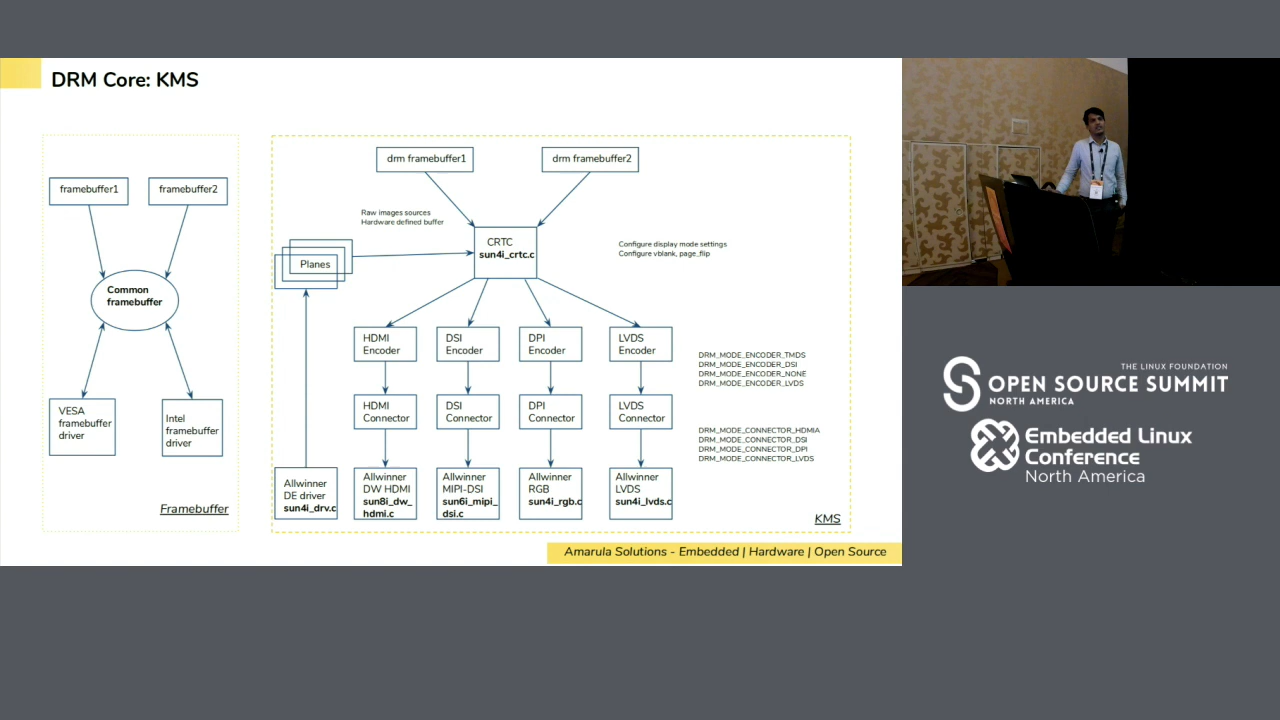 DRM Core: KMS
framebuffer1
framebuffer2
Common
framebuffer
VESA
framebuffer
driver
Intel
framebuffer
driver
Framebuffer
drm framebuffer1
drm framebuffer2
Raw images sources
Hardware defined buffer
CRTC
sun4i_crtc.c
Configure display mode settings
Configure vblank, page_flip
Planes
HDMI
Encoder
DSI
Encoder
DPI
Encoder
LVDS
Encoder
DRM_MODE_ENCODER_TMDS
DRM_MODE_ENCODER_DSI
DRM_MODE_ENCODER_NONE
DRM_MODE_ENCODER_LVDS
HDMI
Connector
DSI
Connector
DPI
Connector
LVDS
Connector
DRM_MODE_CONNECTOR_HDMIA
DRM_MODE_CONNECTOR_DSI
DRM_MODE_CONNECTOR_DPI
DRM_MODE_CONNECTOR_LVDS
Allwinner
DE driver
sun4i_drv.c
Allwinner
DW HDMI
sun8i_dw_
hdmi.c
Allwinner
MIPI-DSI
sun6i_mipi_
dsi.c
Allwinner
RGB
sun4i_rgb.c
Allwinner
LVDS
sun4i_lvds.c
KMS
Amarula Solutions - Embedded | Hardware | Open Source
THE LINUX FOUNDATION
OPEN SOURCE SUMMIT
NORTH AMERICA
Embedded Linux
Conference
North America